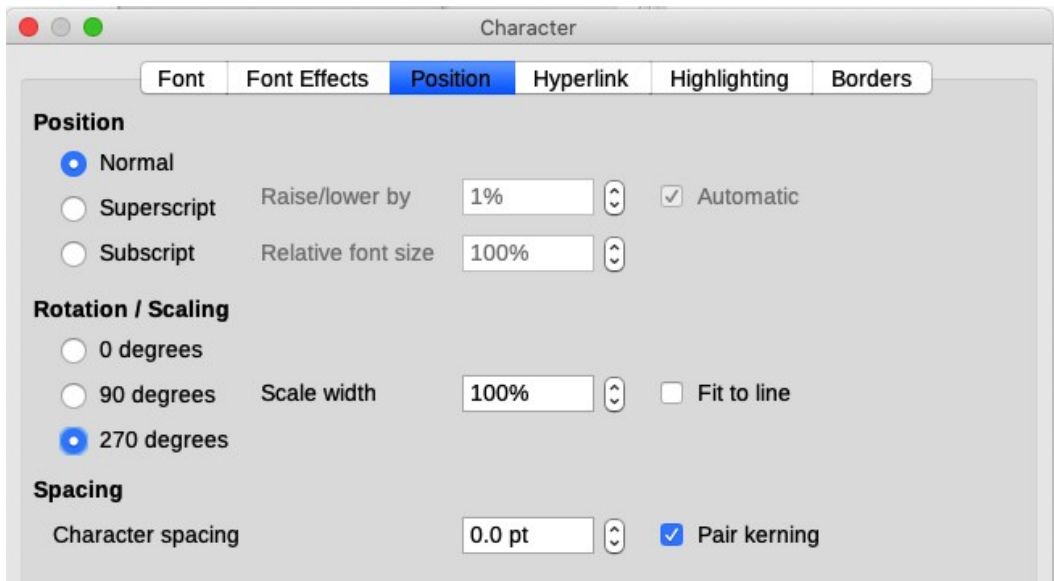 Character
Font Font Effects Position Hyperlink Highlighting Borders
Position
Normal
Superscript Raise/lower by 1% Automatic
Subscript Relative font size 100%
Rotation / Scaling
0 degrees
90 degrees Scale width 100% Fit to line
270 degrees
Spacing
Character spacing 0.0 pt Pair kerning